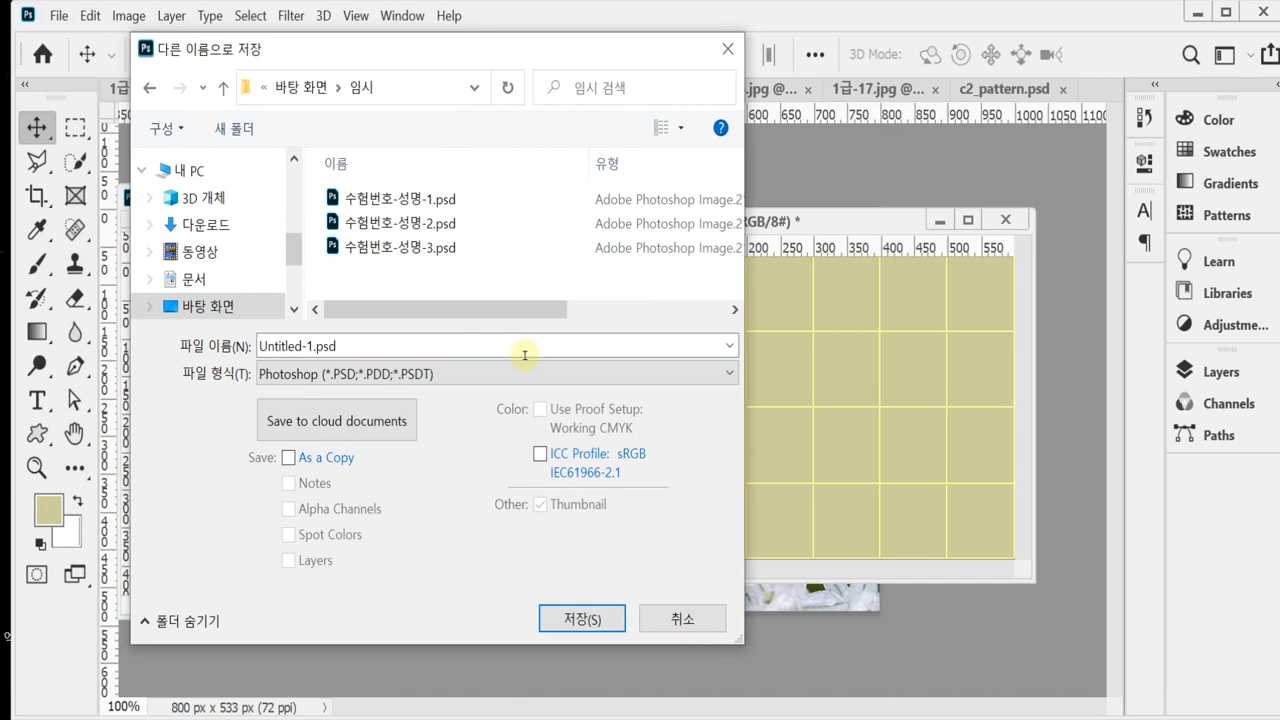 File Edit Image Layer Type Select Filter 3D View Window Help
다른 이름으로 저장
3D Mode:
« 바탕 화면 › 임시
임시 검색
1급
.jpg @... × 1급-17.jpg @... × c2_pattern.psd ×
구성 새 폴더
이름 유형
내 PC
3D 개체
다운로드
동영상
문서
바탕 화면
수험번호-성명-1.psd Adobe Photoshop Image.2
수험번호-성명-2.psd Adobe Photoshop Image.2
수험번호-성명-3.psd Adobe Photoshop Image.2
파일 이름(N): Untitled-1.psd
파일 형식(T): Photoshop (*.PSD;*.PDD;*.PSDT)
Save to cloud documents
Save: As a Copy
Notes
Alpha Channels
Spot Colors
Layers
Color: Use Proof Setup:
Working CMYK
ICC Profile: sRGB
IEC61966-2.1
Other: Thumbnail
폴더 숨기기
저장(S) 취소
600 650 700 750 800 850 900 950 1000 1050 1100
RGB/8#) *
200 250 300 350 400 450 500 550
Color
Swatches
Gradients
Patterns
Learn
Libraries
Adjustme...
Layers
Channels
Paths
100% 800 px x 533 px (72 ppi)